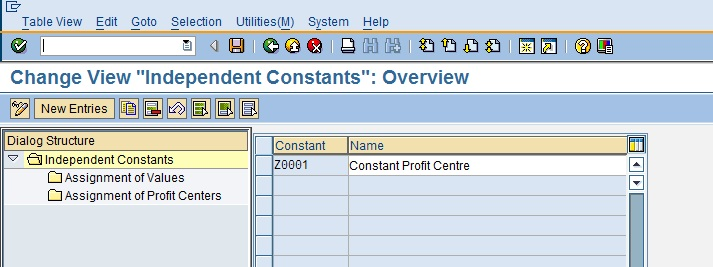 Table View Edit Goto Selection Utilities(M) System Help
Change View "Independent Constants": Overview
New Entries
Dialog Structure
Independent Constants
Assignment of Values
Assignment of Profit Centers
Constant Name
Z0001 Constant Profit Centre